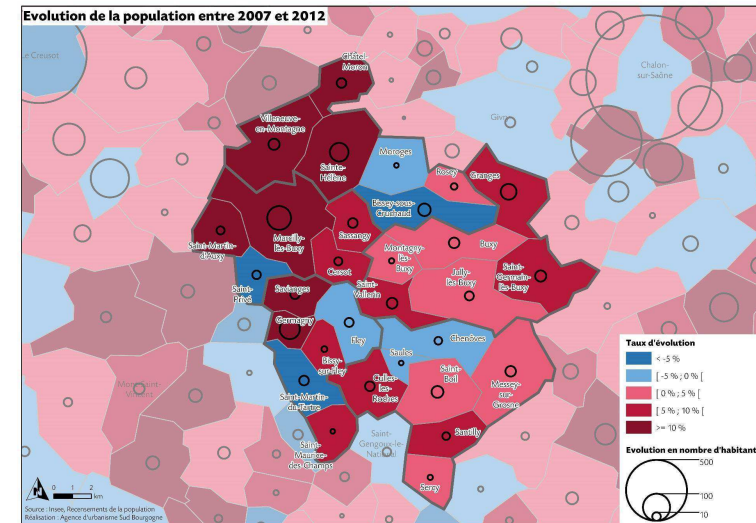 Evolution de la population entre 2007 et 2012
Le Creusot
Châtel-
Moron
Chalon-
sur-Saône
Villeneuve-
en-Montagne
Givry
Moroges
Sainte-
Hélène
Rosey
Granges
Bissey-sous-
Cruchaud
Saint-Martin-
d'Auxy
Marcilly-
lès-Buxy
Sassangy
Montagny-
lès-
Buxy
Buxy
Cersot
Saint-
Privé
Savianges
Saint-
Vallerin
Jully-
lès-Buxy
Saint-
Germain-
lès-Buxy
Germagny
Fley
Chenôves
Bissy-
sur-Fley
Saules
Saint-
Boil
Messey-
sur-
Grosne
Mont-Saint-
Vincent
Saint-Martin-
du-Tartre
Culles-
les-
Roches
Saint-
Maurice-
des-Champs
Saint-
Gengoux-le-
National
Santilly
Sercy
Taux d'évolution
< -5 %
[ -5 % ; 0 % [
[ 0 % ; 5 % [
[ 5 % ; 10 % [
>= 10 %
Evolution en nombre d'habitant
500
100
10
N
0 1 2
km
Source : Insee, Recensements de la population
Réalisation : Agence d'urbanisme Sud Bourgogne